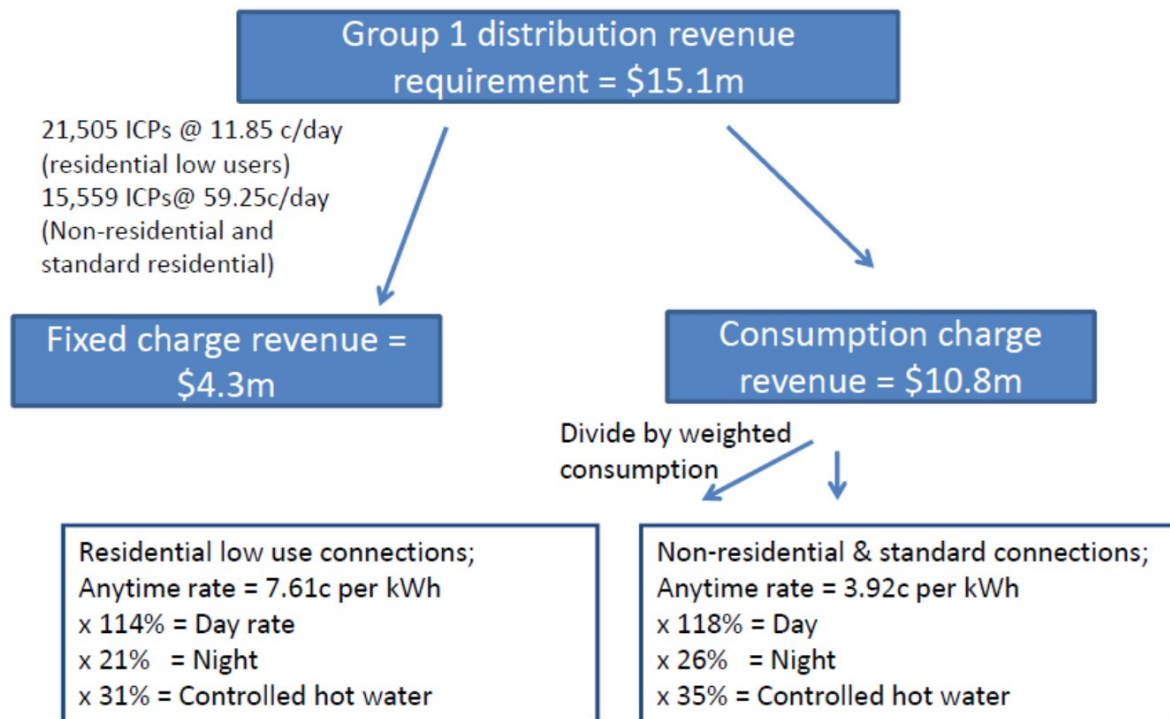 Group 1 distribution revenue
requirement = $15.1m
21,505 ICPs @ 11.85 c/day
(residential low users)
15,559 ICPs@ 59.25c/day
(Non-residential and
standard residential)
Fixed charge revenue =
$4.3m
Consumption charge
revenue = $10.8m
Divide by weighted
consumption
Residential low use connections;
Anytime rate = 7.61c per kWh
x 114% = Day rate
x 21%   = Night
x 31% = Controlled hot water
Non-residential & standard connections;
Anytime rate = 3.92c per kWh
x 118% = Day
x 26%   = Night
x 35% = Controlled hot water